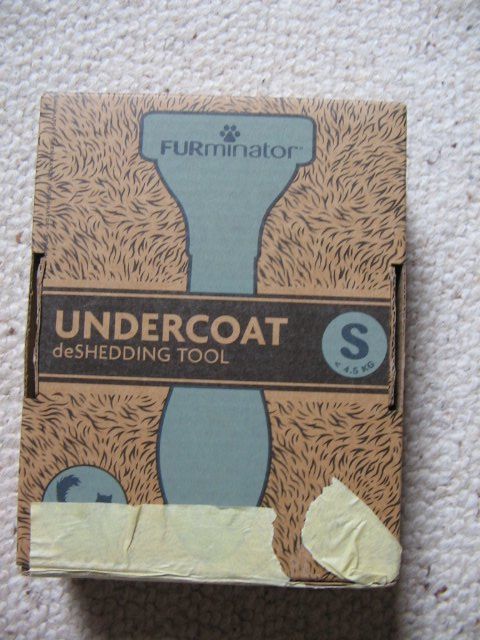 FURminator
UNDERCOAT
deSHEDDING TOOL
S
< 4.5 KG